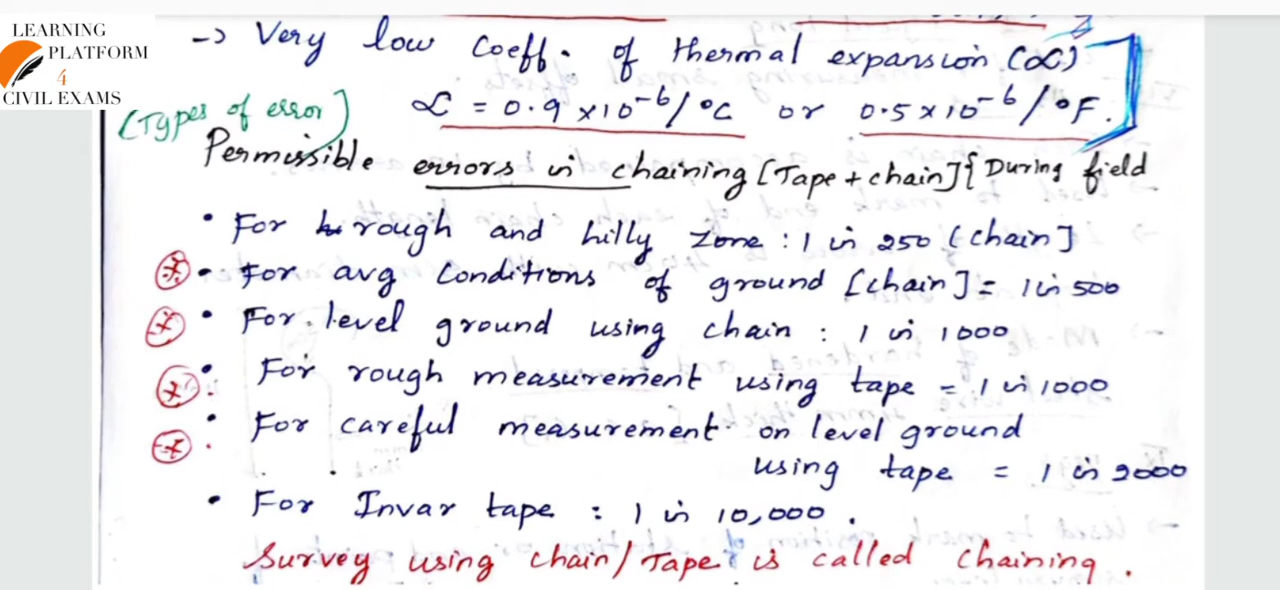 LEARNING
PLATFORM
4
CIVIL EXAMS
-> Very low Coeff. of thermal expansion (∝)
∝ = 0.9 x10⁻⁶/°C or 0.5x10⁻⁶/°F.
[Types of error]
Permissible errors in chaining [Tape + chain] { During field
• For rough and hilly zone : 1 in 250 [chain]
• For avg conditions of ground [chain] = 1 in 500
• For level ground using chain : 1 in 1000
• For rough measurement using tape = 1 in 1000
• For careful measurement on level ground
using tape = 1 in 2000
• For Invar tape : 1 in 10,000 .
Survey using chain/Tape is called chaining .